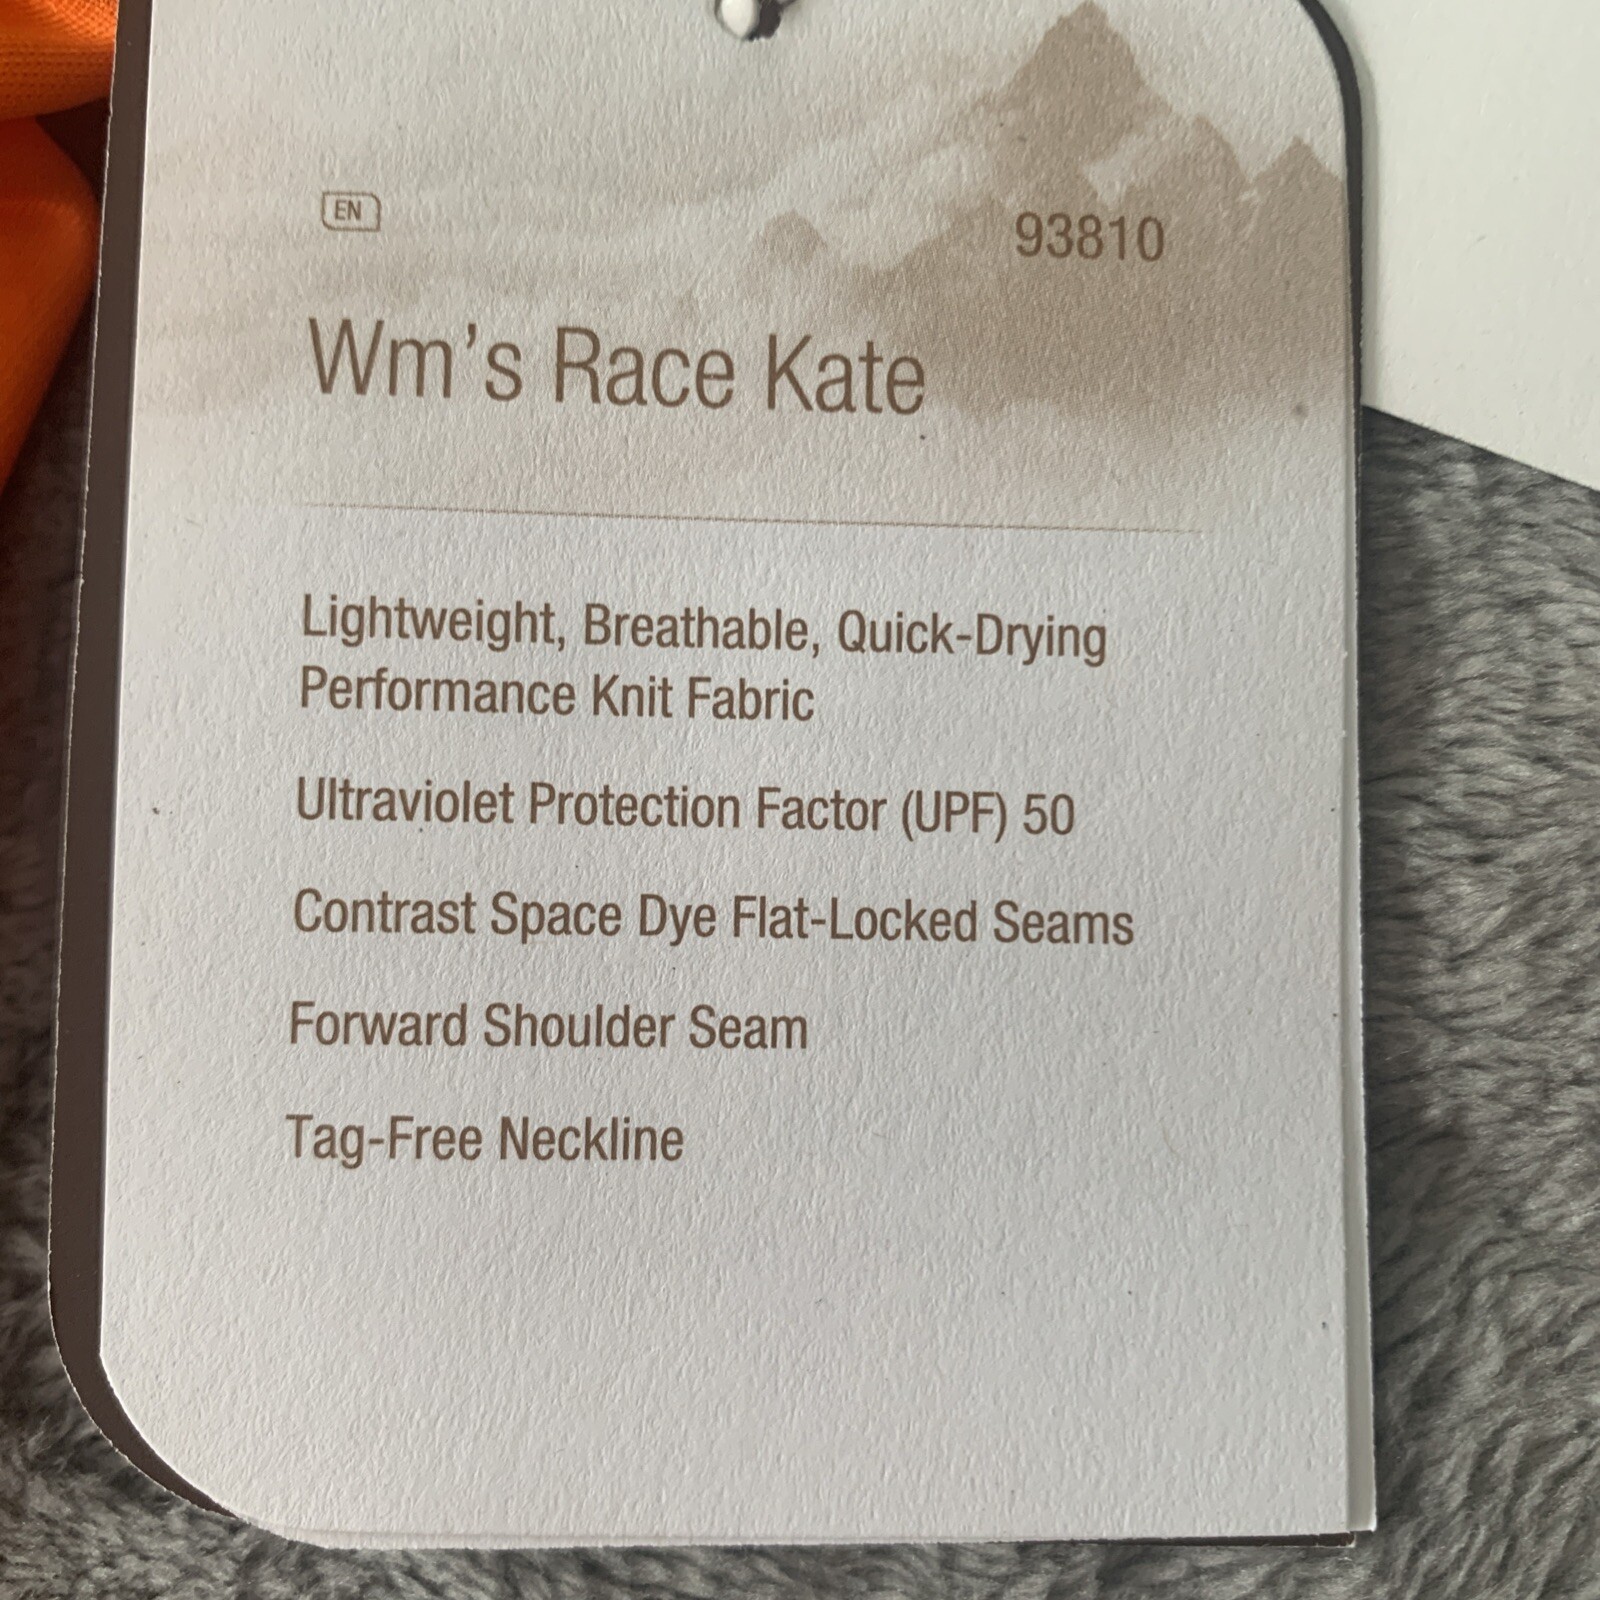 EN
93810
Wm's Race Kate
Lightweight, Breathable, Quick-Drying
Performance Knit Fabric
Ultraviolet Protection Factor (UPF) 50
Contrast Space Dye Flat-Locked Seams
Forward Shoulder Seam
Tag-Free Neckline